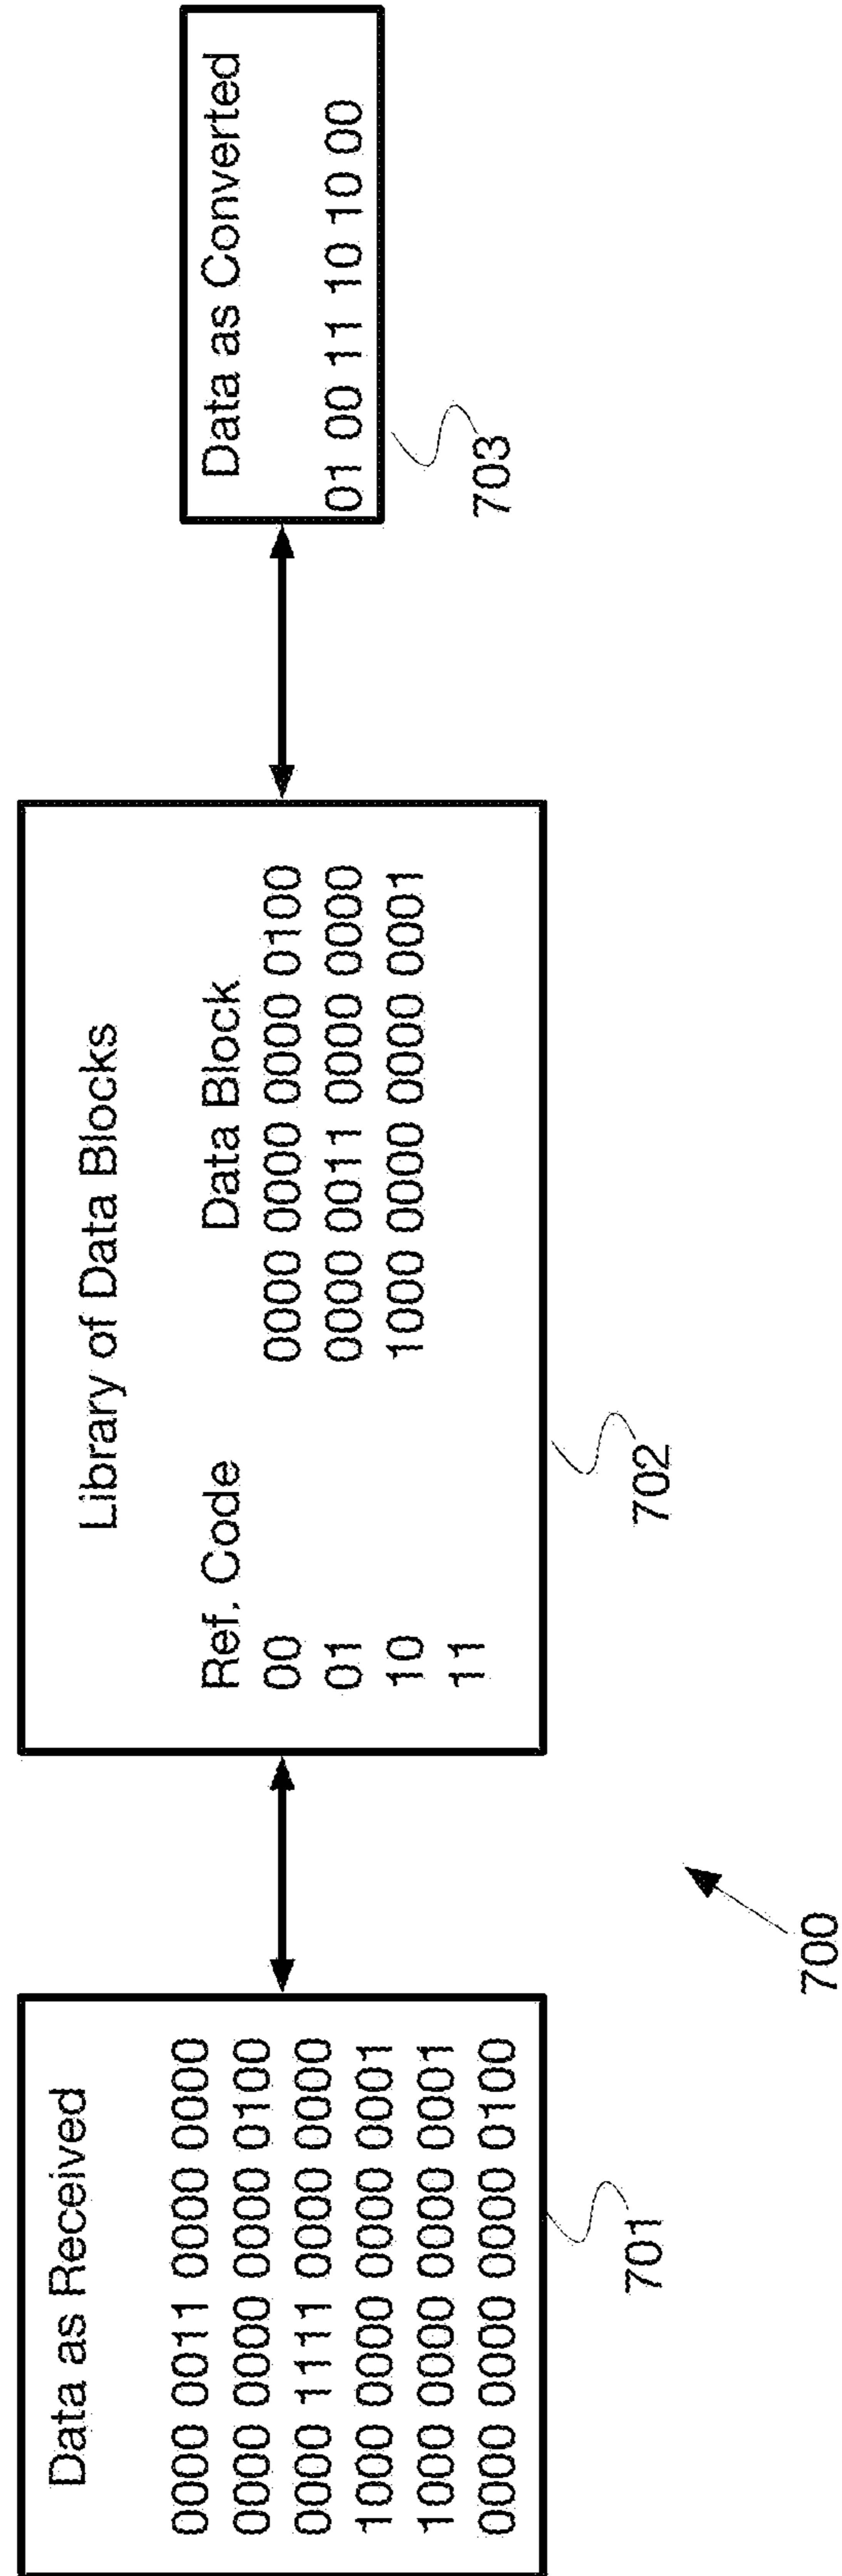 Data as Received
0000 0011 0000 0000
0000 0000 0000 0100
0000 1111 0000 0000
1000 0000 0000 0001
1000 0000 0000 0001
0000 0000 0000 0100
701
700
Library of Data Blocks
Ref. Code Data Block
00 0000 0000 0000 0100
01 0000 0011 0000 0000
10 1000 0000 0000 0001
11
702
Data as Converted
01 00 11 10 10 00
703